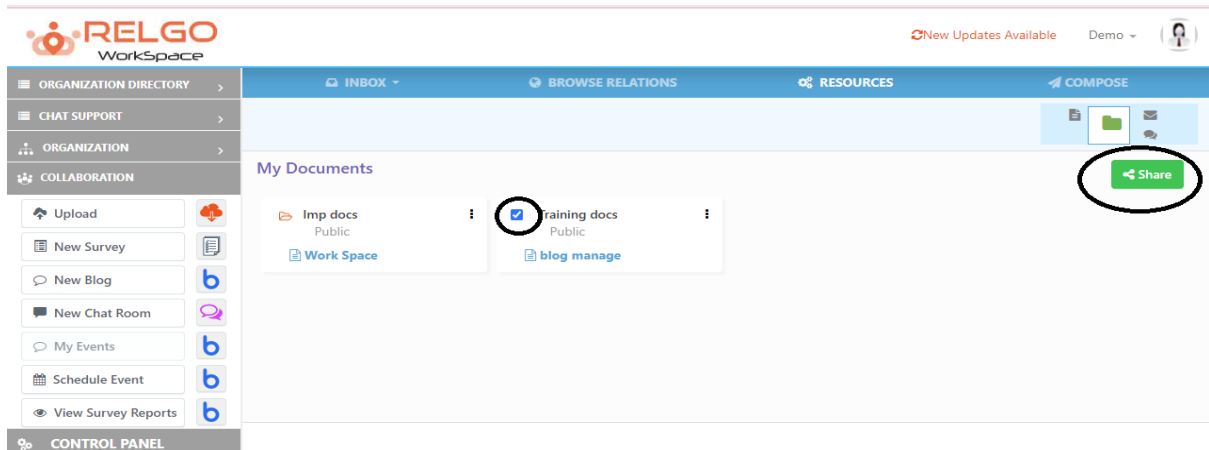 RELGO
WorkSpace
New Updates Available
Demo
ORGANIZATION DIRECTORY
INBOX
BROWSE RELATIONS
RESOURCES
COMPOSE
CHAT SUPPORT
ORGANIZATION
COLLABORATION
My Documents
Share
Upload
New Survey
New Blog
New Chat Room
My Events
Schedule Event
View Survey Reports
CONTROL PANEL
Imp docs
Public
Work Space
Training docs
Public
blog manage